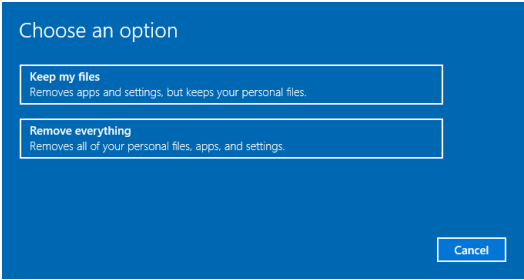 Choose an option
Keep my files
Removes apps and settings, but keeps your personal files.
Remove everything
Removes all of your personal files, apps, and settings.
Cancel